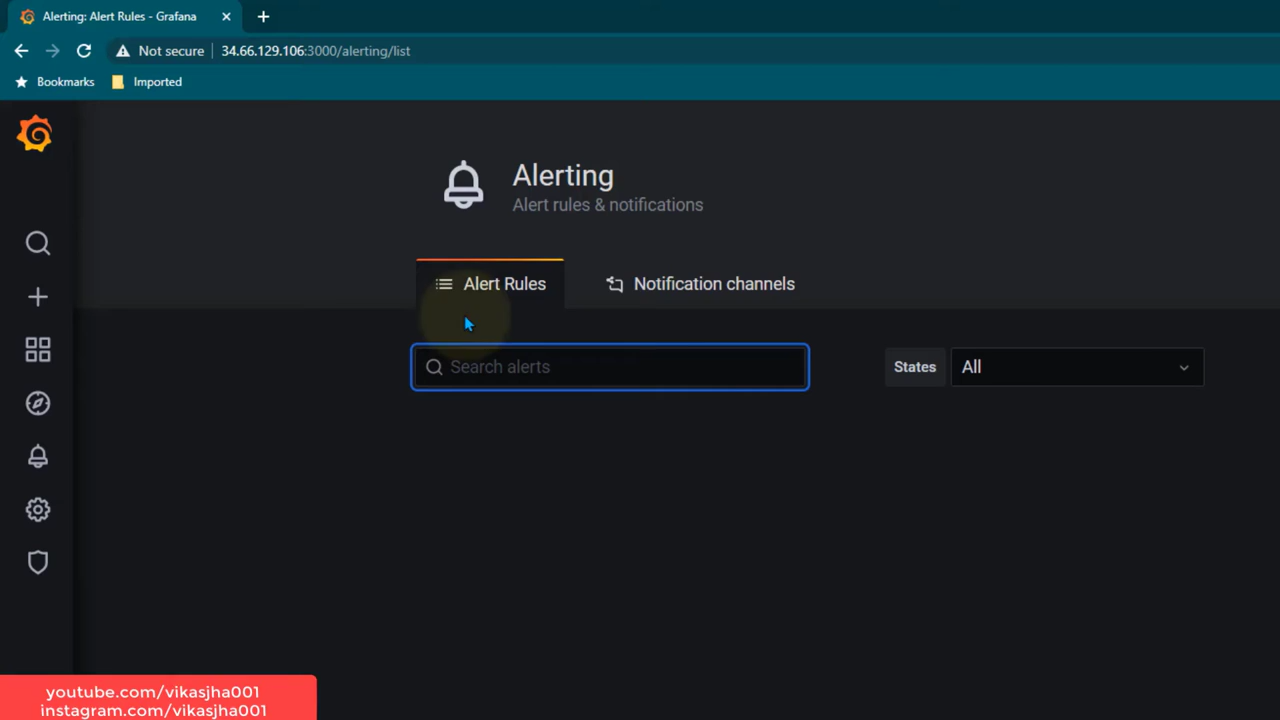 Alerting: Alert Rules - Grafana
Not secure
34.66.129.106:3000/alerting/list
Bookmarks
Imported
Alerting
Alert rules & notifications
Alert Rules
Notification channels
Search alerts
States
All
youtube.com/vikasjha001
instagram.com/vikasjha001